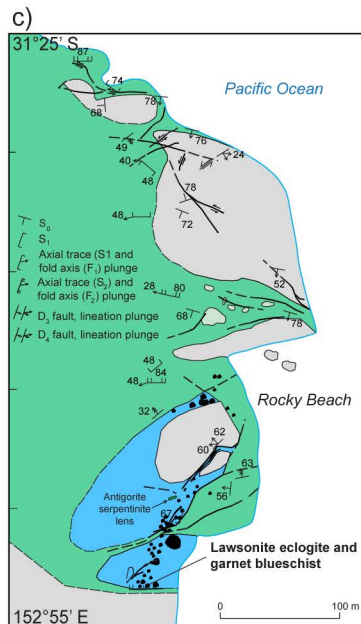 c)
31°25' S
87
74
Pacific Ocean
68
78
49
76
40
24
48
78
48
72
S₀
S₁
Axial trace (S1 and
fold axis (F₁) plunge
Axial trace (S₂) and
fold axis (F₂) plunge
D₃ fault, lineation plunge
D₄ fault, lineation plunge
28
80
52
68
78
48
84
48
Rocky Beach
32
62
60
63
Antigorite
serpentinite
lens
56
67
Lawsonite eclogite and
garnet blueschist
152°55' E
0
100 m